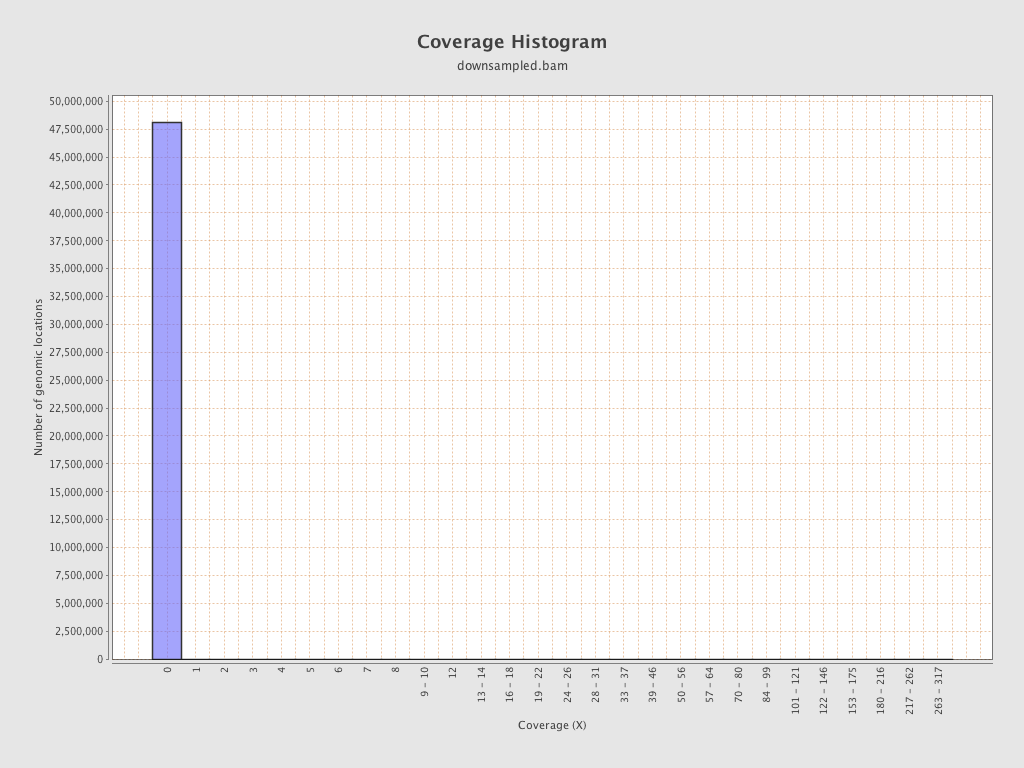 Coverage Histogram
downsampled.bam
Number of genomic locations
50,000,000
47,500,000
45,000,000
42,500,000
40,000,000
37,500,000
35,000,000
32,500,000
30,000,000
27,500,000
25,000,000
22,500,000
20,000,000
17,500,000
15,000,000
12,500,000
10,000,000
7,500,000
5,000,000
2,500,000
0
0
1
2
3
4
5
6
7
8
9 – 10
12
13 – 14
16 – 18
19 – 22
24 – 26
28 – 31
33 – 37
39 – 46
50 – 56
57 – 64
70 – 80
84 – 99
101 – 121
122 – 146
153 – 175
180 – 216
217 – 262
263 – 317
Coverage (X)